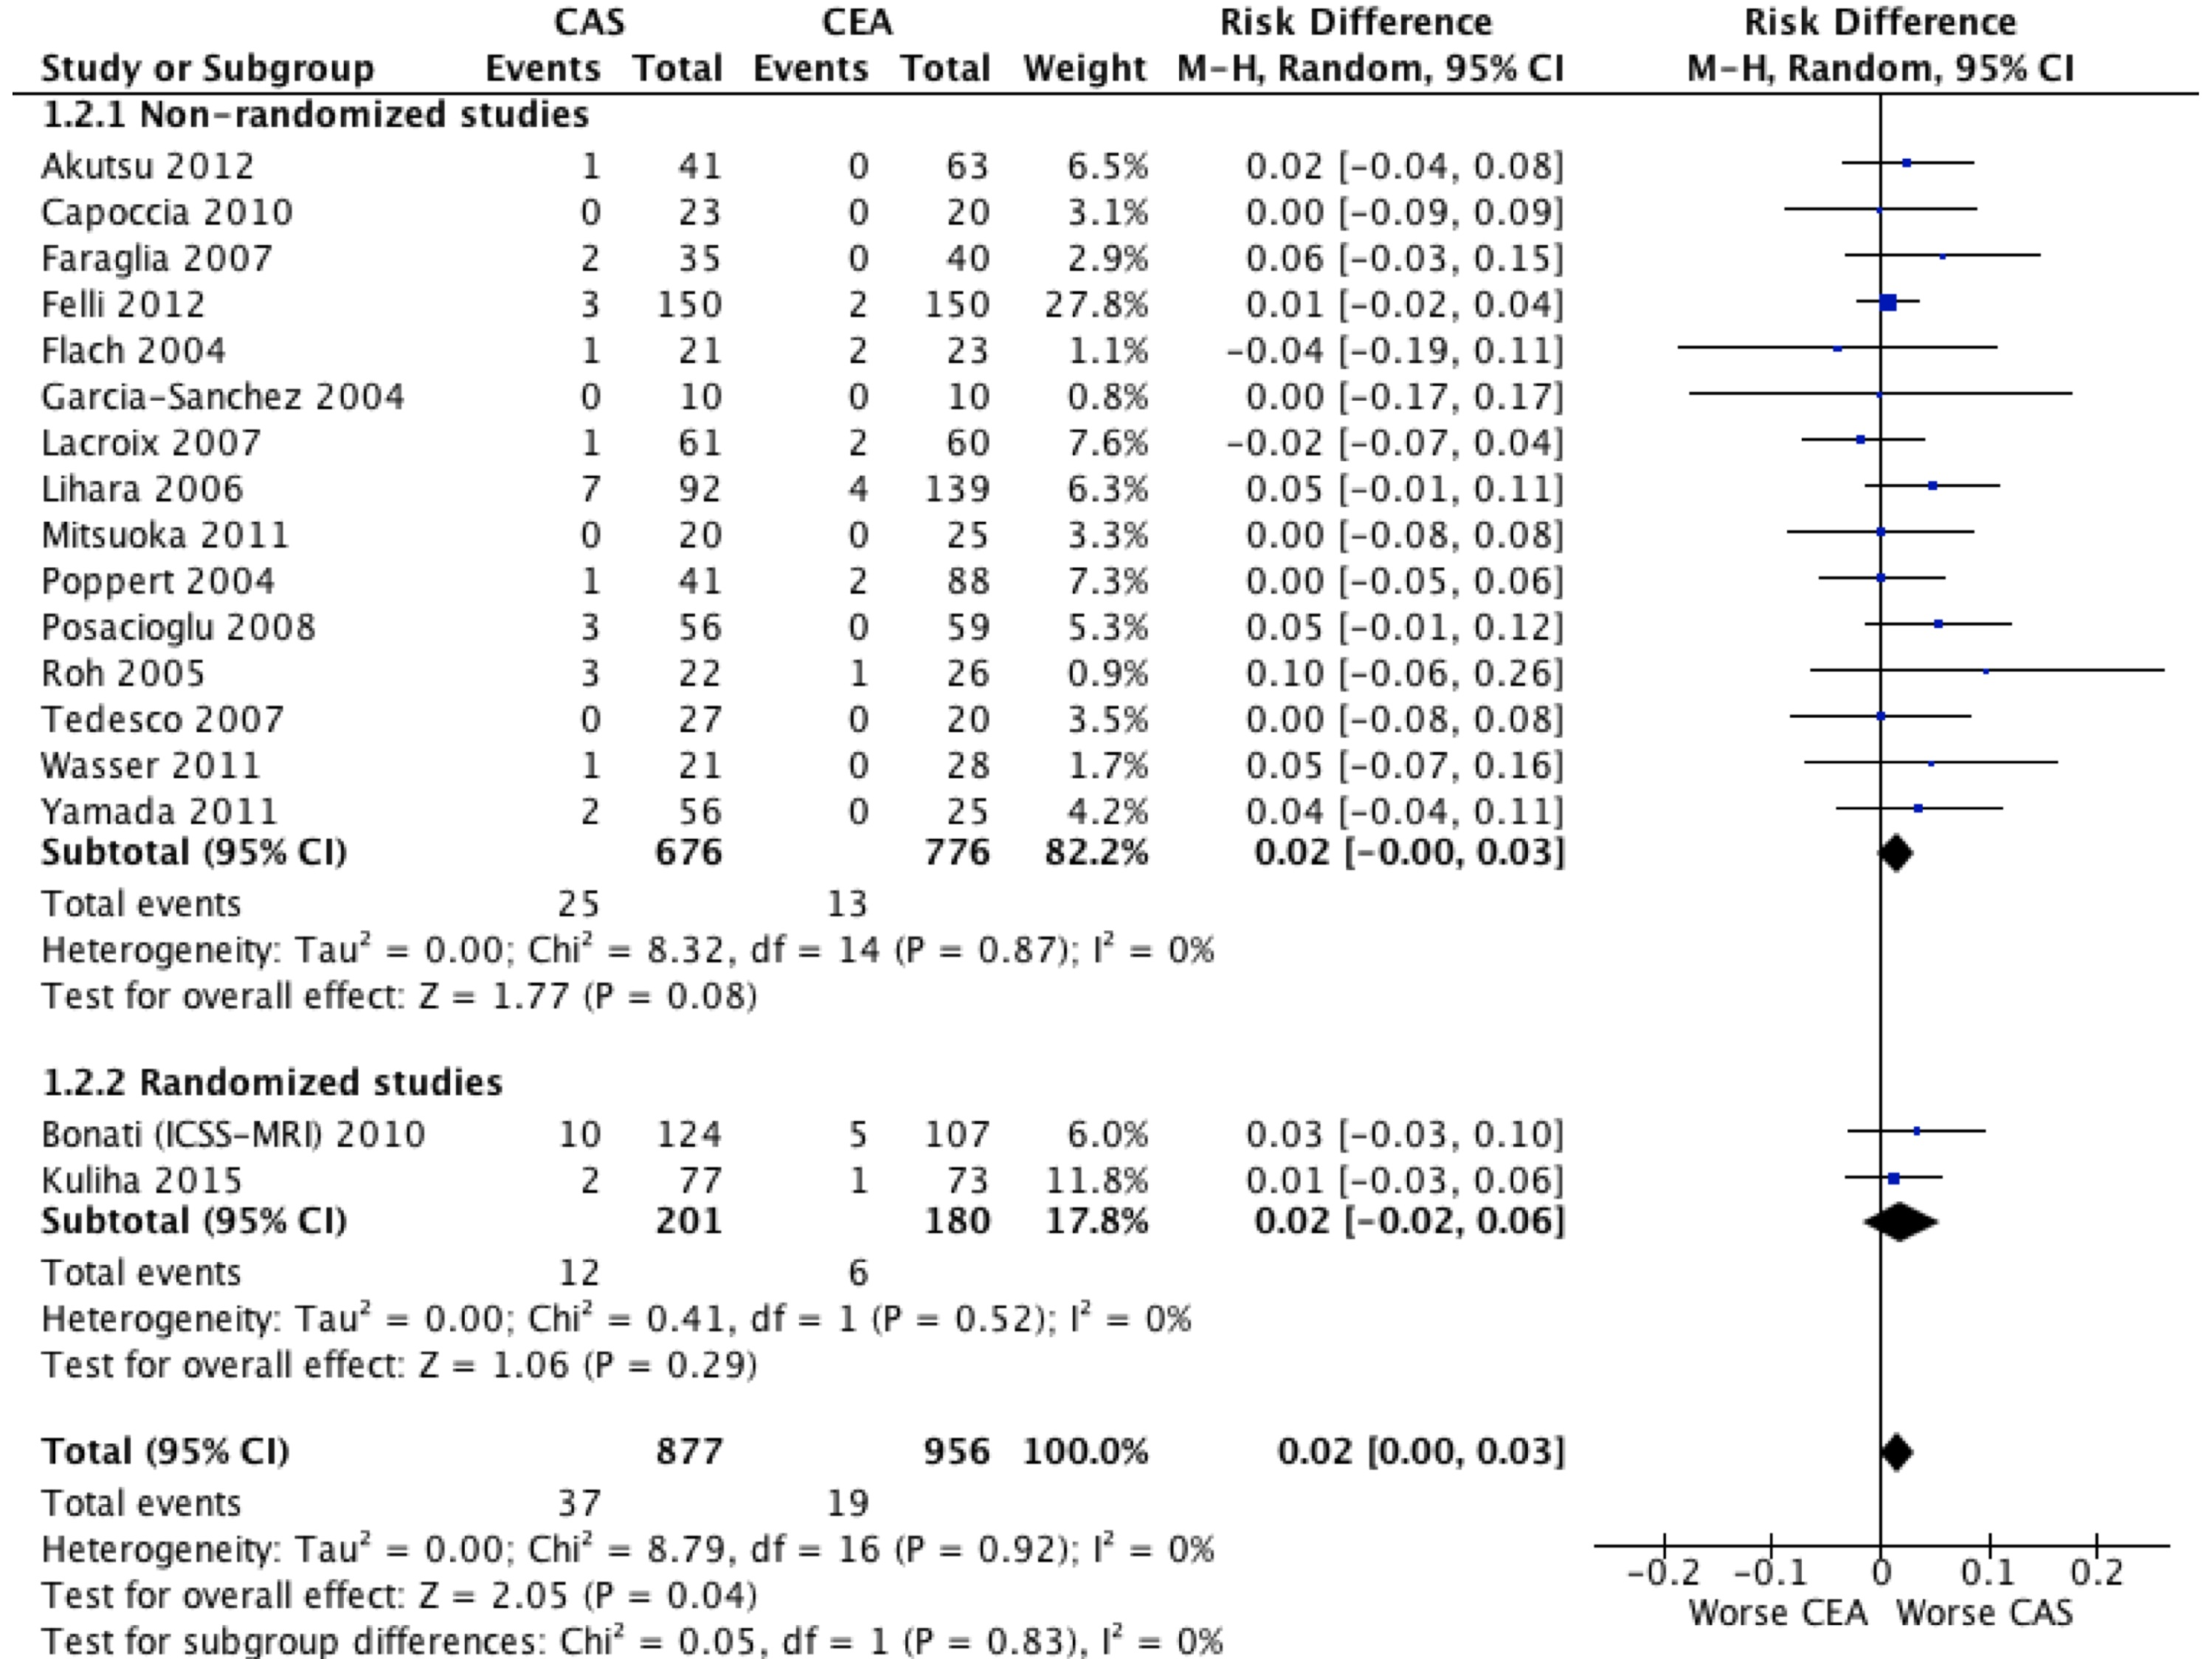 CAS CEA Risk Difference Risk Difference
Study or Subgroup Events Total Events Total Weight M-H, Random, 95% CI M-H, Random, 95% CI
1.2.1 Non-randomized studies
Akutsu 2012 1 41 0 63 6.5% 0.02 [-0.04, 0.08]
Capoccia 2010 0 23 0 20 3.1% 0.00 [-0.09, 0.09]
Faraglia 2007 2 35 0 40 2.9% 0.06 [-0.03, 0.15]
Felli 2012 3 150 2 150 27.8% 0.01 [-0.02, 0.04]
Flach 2004 1 21 2 23 1.1% -0.04 [-0.19, 0.11]
Garcia-Sanchez 2004 0 10 0 10 0.8% 0.00 [-0.17, 0.17]
Lacroix 2007 1 61 2 60 7.6% -0.02 [-0.07, 0.04]
Lihara 2006 7 92 4 139 6.3% 0.05 [-0.01, 0.11]
Mitsuoka 2011 0 20 0 25 3.3% 0.00 [-0.08, 0.08]
Poppert 2004 1 41 2 88 7.3% 0.00 [-0.05, 0.06]
Posacioglu 2008 3 56 0 59 5.3% 0.05 [-0.01, 0.12]
Roh 2005 3 22 1 26 0.9% 0.10 [-0.06, 0.26]
Tedesco 2007 0 27 0 20 3.5% 0.00 [-0.08, 0.08]
Wasser 2011 1 21 0 28 1.7% 0.05 [-0.07, 0.16]
Yamada 2011 2 56 0 25 4.2% 0.04 [-0.04, 0.11]
Subtotal (95% CI) 676 776 82.2% 0.02 [-0.00, 0.03]
Total events 25 13
Heterogeneity: Tau² = 0.00; Chi² = 8.32, df = 14 (P = 0.87); I² = 0%
Test for overall effect: Z = 1.77 (P = 0.08)
1.2.2 Randomized studies
Bonati (ICSS-MRI) 2010 10 124 5 107 6.0% 0.03 [-0.03, 0.10]
Kuliha 2015 2 77 1 73 11.8% 0.01 [-0.03, 0.06]
Subtotal (95% CI) 201 180 17.8% 0.02 [-0.02, 0.06]
Total events 12 6
Heterogeneity: Tau² = 0.00; Chi² = 0.41, df = 1 (P = 0.52); I² = 0%
Test for overall effect: Z = 1.06 (P = 0.29)
Total (95% CI) 877 956 100.0% 0.02 [0.00, 0.03]
Total events 37 19
Heterogeneity: Tau² = 0.00; Chi² = 8.79, df = 16 (P = 0.92); I² = 0%
Test for overall effect: Z = 2.05 (P = 0.04)
Test for subgroup differences: Chi² = 0.05, df = 1 (P = 0.83), I² = 0%
-0.2 -0.1 0 0.1 0.2
Worse CEA Worse CAS